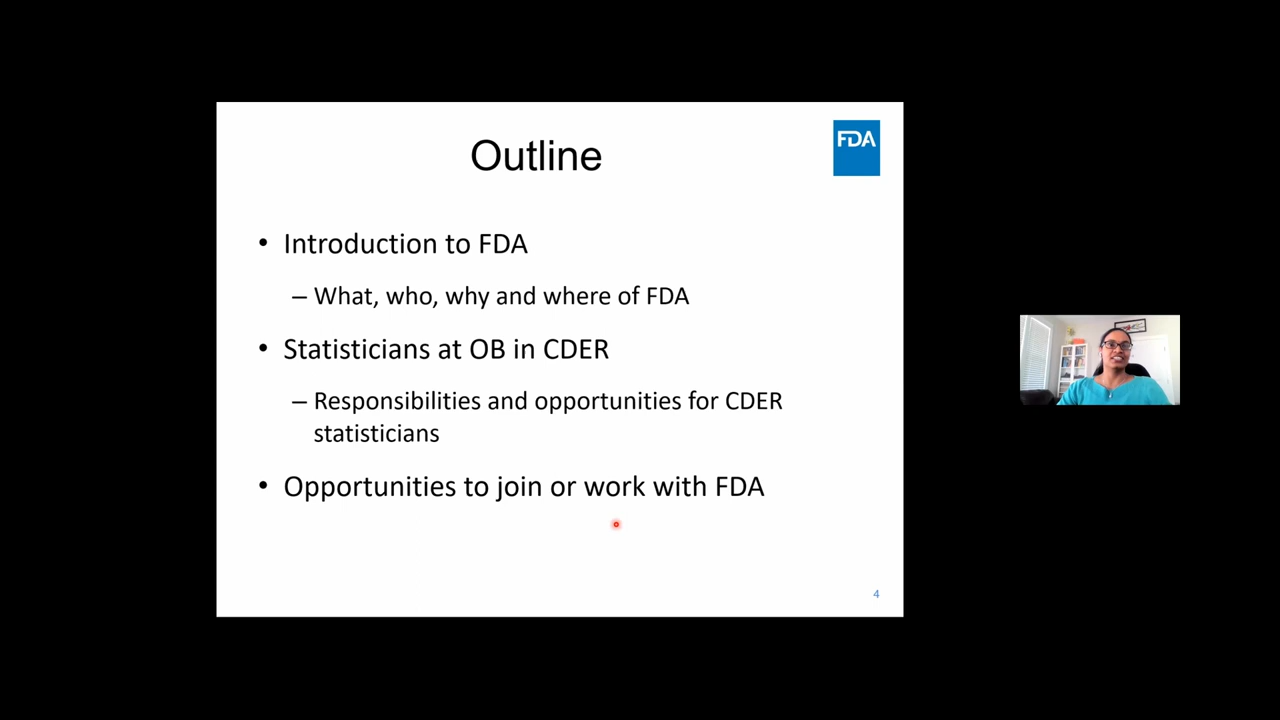 Outline
FDA
• Introduction to FDA
– What, who, why and where of FDA
• Statisticians at OB in CDER
– Responsibilities and opportunities for CDER
statisticians
• Opportunities to join or work with FDA
4